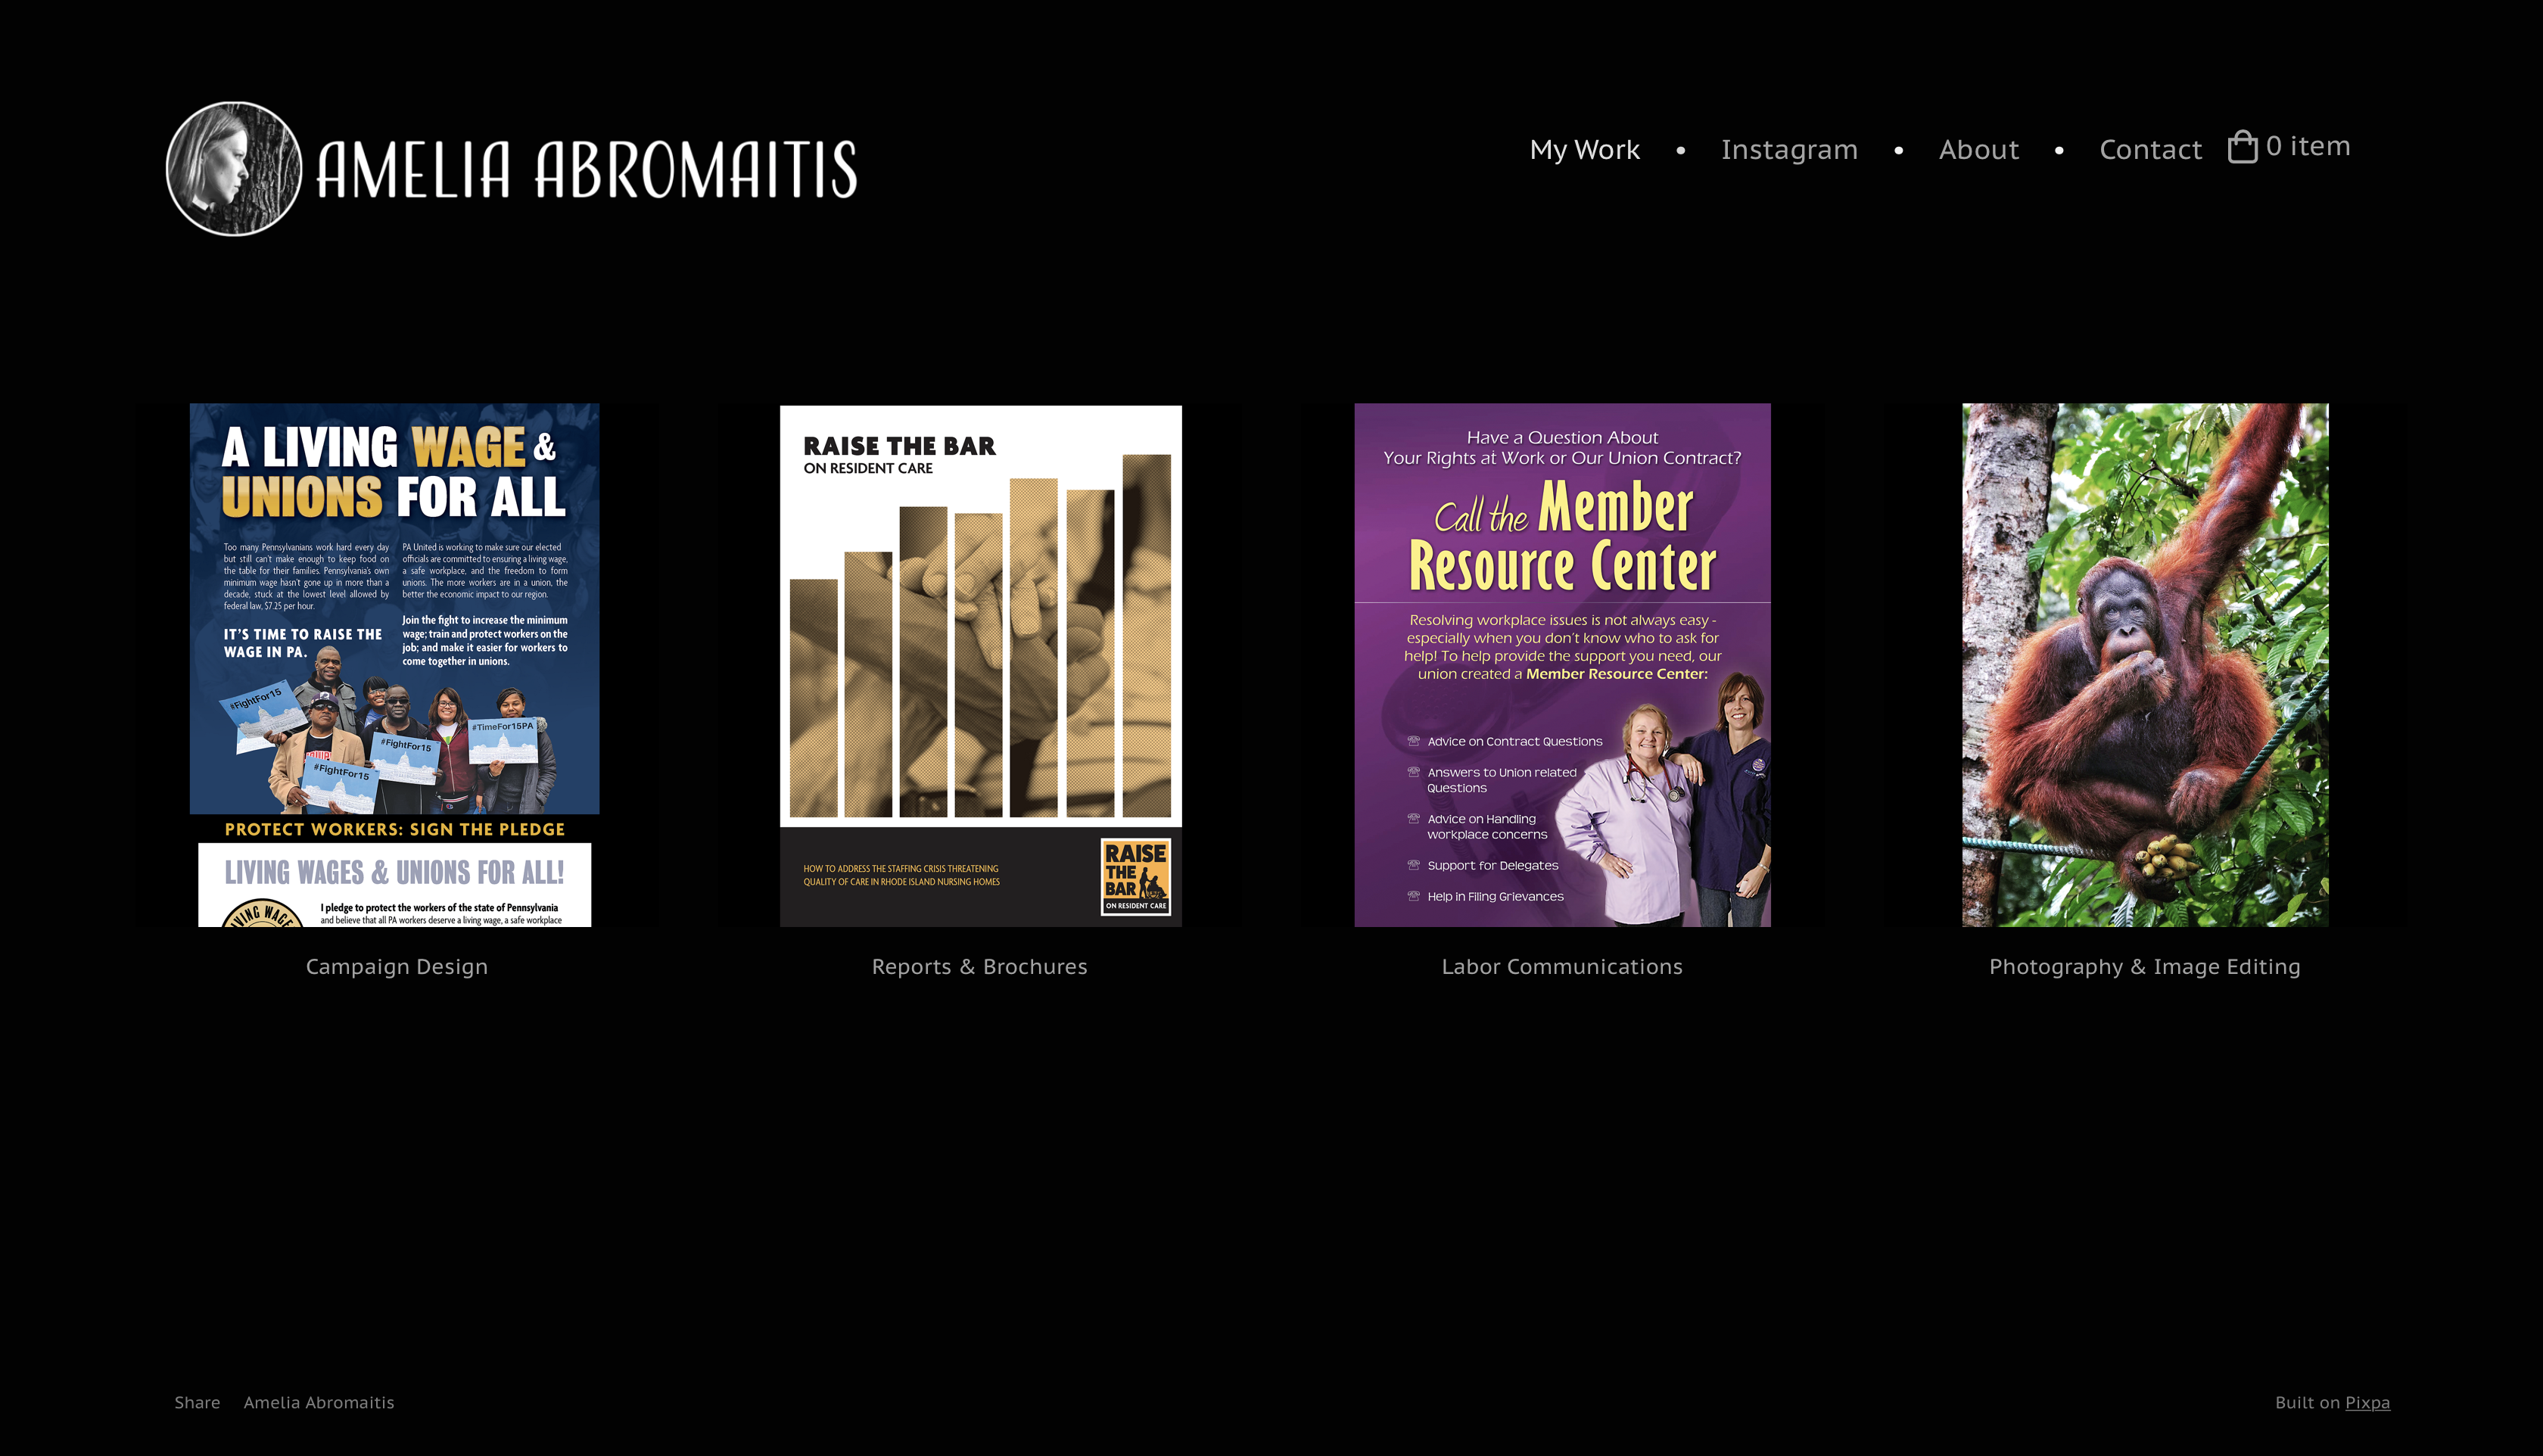 AMELIA ABROMAITIS
My Work • Instagram • About • Contact 0 item
A LIVING WAGE &
UNIONS FOR ALL
Too many Pennsylvanians work hard every day
but still can't make enough to keep food on
the table for their families. Pennsylvania's own
minimum wage hasn't gone up in more than a
decade, stuck at the lowest level allowed by
federal law, $7.25 per hour.
IT'S TIME TO RAISE THE
WAGE IN PA.
PA United is working to make sure our elected
officials are committed to ensuring a living wage,
a safe workplace, and the freedom to form
unions. The more workers are in a union, the
better the economic impact to our region.
Join the fight to increase the minimum
wage; train and protect workers on the
job; and make it easier for workers to
come together in unions.
#FightFor15
#FightFor15
#FightFor15
#TimeFor15PA
PROTECT WORKERS: SIGN THE PLEDGE
LIVING WAGES & UNIONS FOR ALL!
LIVING WAGE
I pledge to protect the workers of the state of Pennsylvania
and believe that all PA workers deserve a living wage, a safe workplace
Campaign Design
RAISE THE BAR
ON RESIDENT CARE
HOW TO ADDRESS THE STAFFING CRISIS THREATENING
QUALITY OF CARE IN RHODE ISLAND NURSING HOMES
RAISE
THE
BAR
ON RESIDENT CARE
Reports & Brochures
Have a Question About
Your Rights at Work or Our Union Contract?
Call the Member
Resource Center
Resolving workplace issues is not always easy -
especially when you don't know who to ask for
help! To help provide the support you need, our
union created a Member Resource Center:
Advice on Contract Questions
Answers to Union related
Questions
Advice on Handling
workplace concerns
Support for Delegates
Help in Filing Grievances
Labor Communications
Photography & Image Editing
Share Amelia Abromaitis
Built on Pixpa